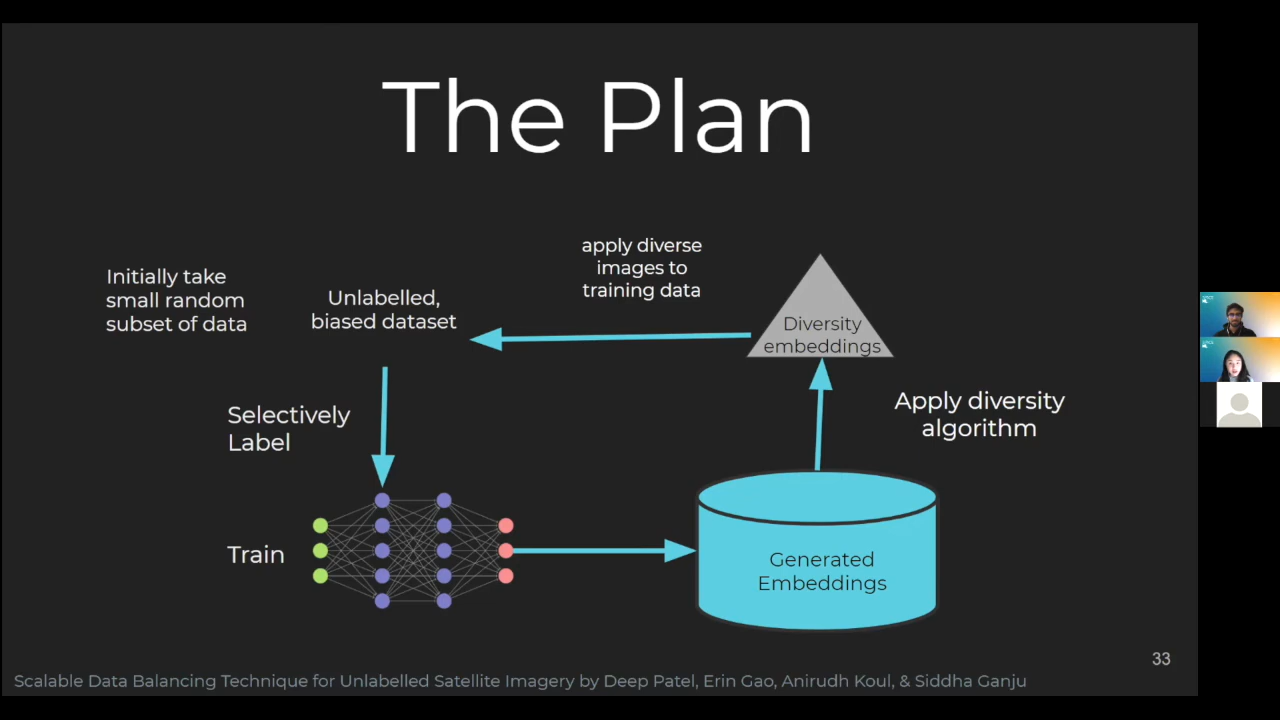 The Plan
Initially take
small random
subset of data
Unlabelled,
biased dataset
apply diverse
images to
training data
Diversity
embeddings
Selectively
Label
Apply diversity
algorithm
Train
Generated
Embeddings
33
Scalable Data Balancing Technique for Unlabelled Satellite Imagery by Deep Patel, Erin Gao, Anirudh Koul, & Siddha Ganju